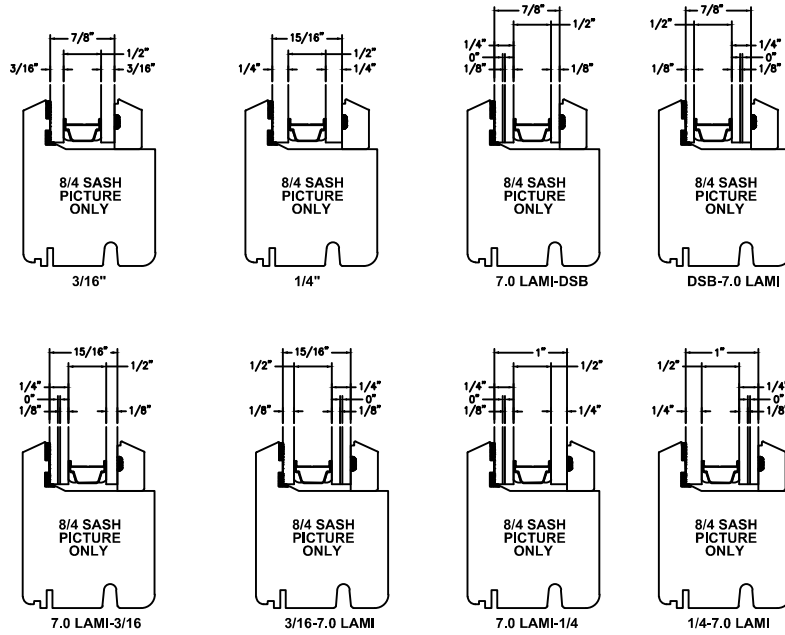 7/8"
1/2"
3/16" 3/16"
8/4 SASH
PICTURE
ONLY
3/16"
15/16"
1/2"
1/4" 1/4"
8/4 SASH
PICTURE
ONLY
1/4"
7/8"
1/4" 1/2"
0"
1/8" 1/8"
8/4 SASH
PICTURE
ONLY
7.0 LAMI-DSB
7/8"
1/2" 1/4"
0"
1/8" 1/8"
8/4 SASH
PICTURE
ONLY
DSB-7.0 LAMI
15/16"
1/4" 1/2"
0"
1/8" 1/8"
8/4 SASH
PICTURE
ONLY
7.0 LAMI-3/16
15/16"
1/2" 1/4"
0"
1/8" 1/8"
8/4 SASH
PICTURE
ONLY
3/16-7.0 LAMI
1"
1/4" 1/2"
0"
1/8" 1/4"
8/4 SASH
PICTURE
ONLY
7.0 LAMI-1/4
1"
1/2" 1/4"
0"
1/4" 1/8"
8/4 SASH
PICTURE
ONLY
1/4-7.0 LAMI